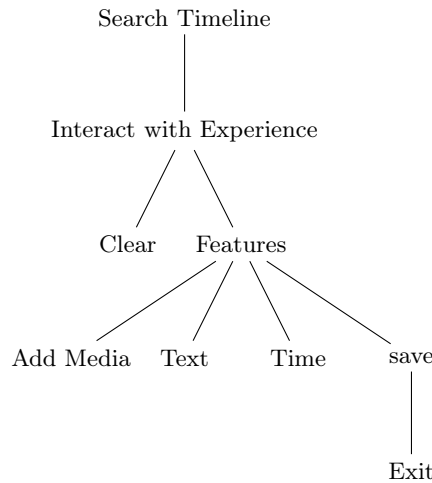 Search Timeline
Interact with Experience
Clear Features
Add Media Text Time save
Exit